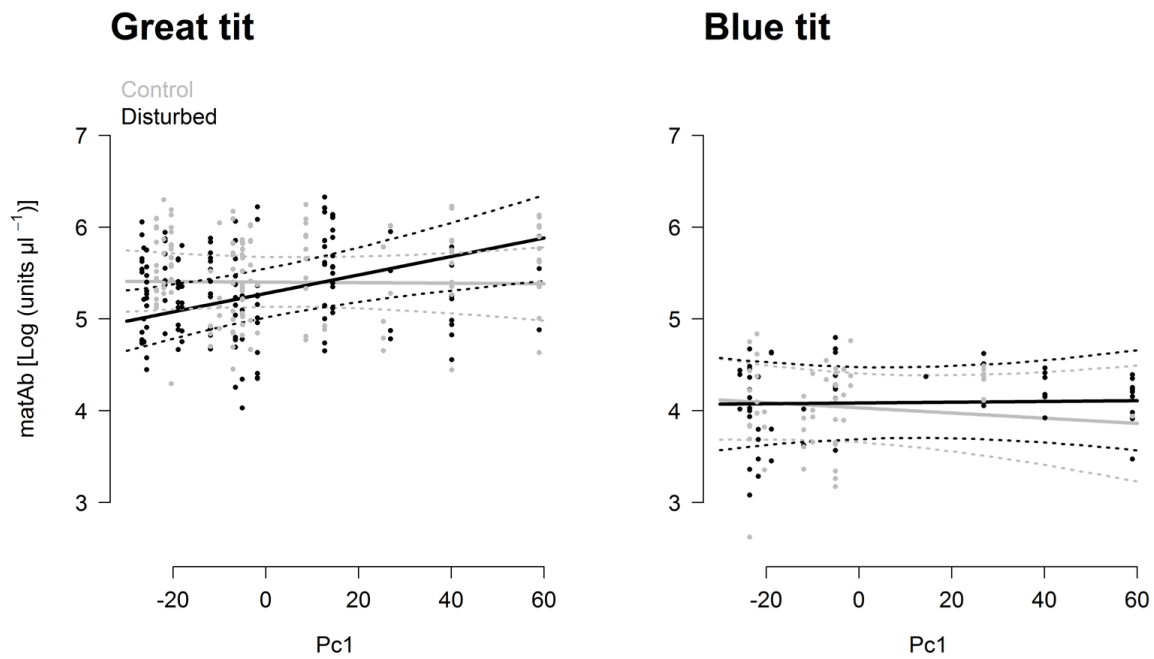 Great tit
Blue tit
Control
Disturbed
7
6
5
4
3
matAb [Log (units µl ⁻¹)]
-20 0 20 40 60
Pc1
7
6
5
4
3
-20 0 20 40 60
Pc1